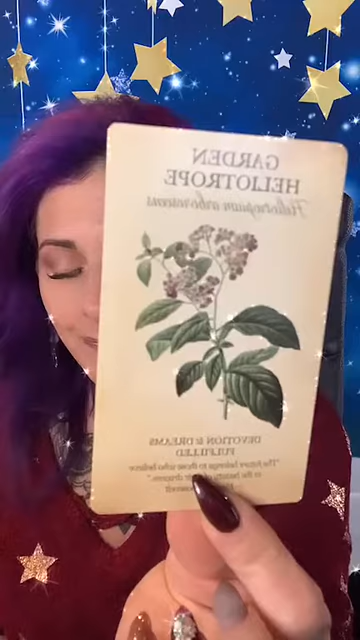 GARDEN
HELIOTROPE
Heliotropium arborescens
DEVOTION & DREAMS
FULFILLED
"The future belongs to those who believe
in the beauty of their dreams."
Roosevelt